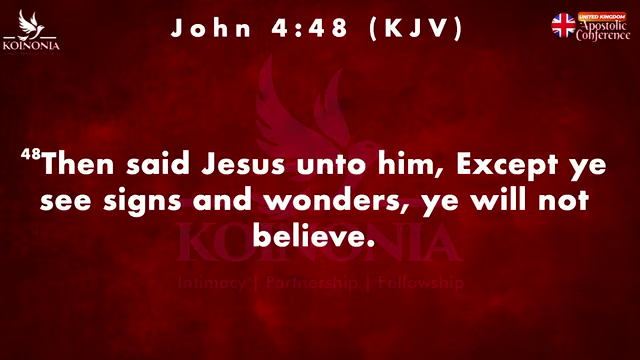 John 4:48 (KJV)
KOINONIA
UNITED KINGDOM
Apostolic
Conference
48Then said Jesus unto him, Except ye
see signs and wonders, ye will not
believe.
KOINONIA
Intimacy | Partnership | Fellowship